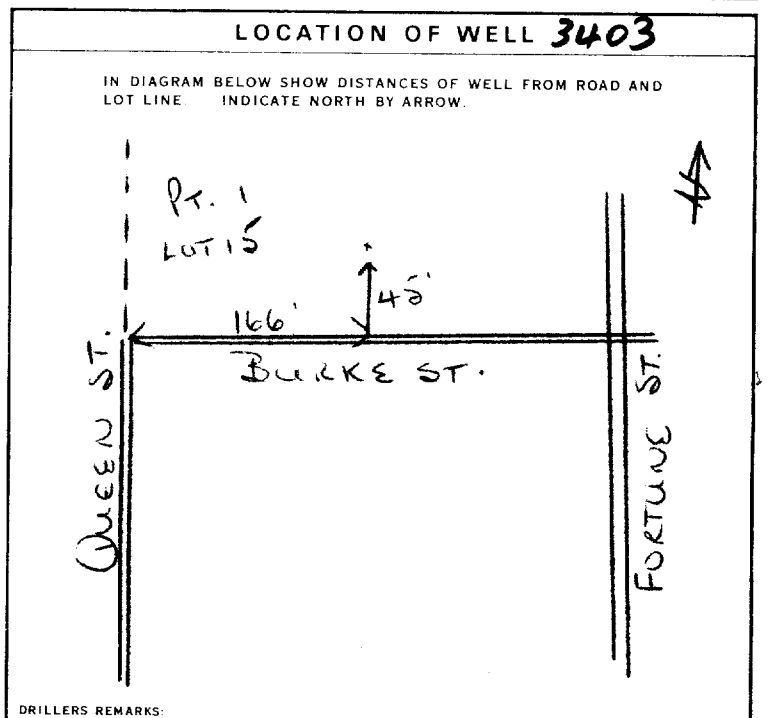 LOCATION OF WELL 3403
IN DIAGRAM BELOW SHOW DISTANCES OF WELL FROM ROAD AND
LOT LINE. INDICATE NORTH BY ARROW.
PT. 1
LOT 15
45'
166'
BURKE ST.
QUEEN ST.
FORTUNE ST.
N
DRILLERS REMARKS: